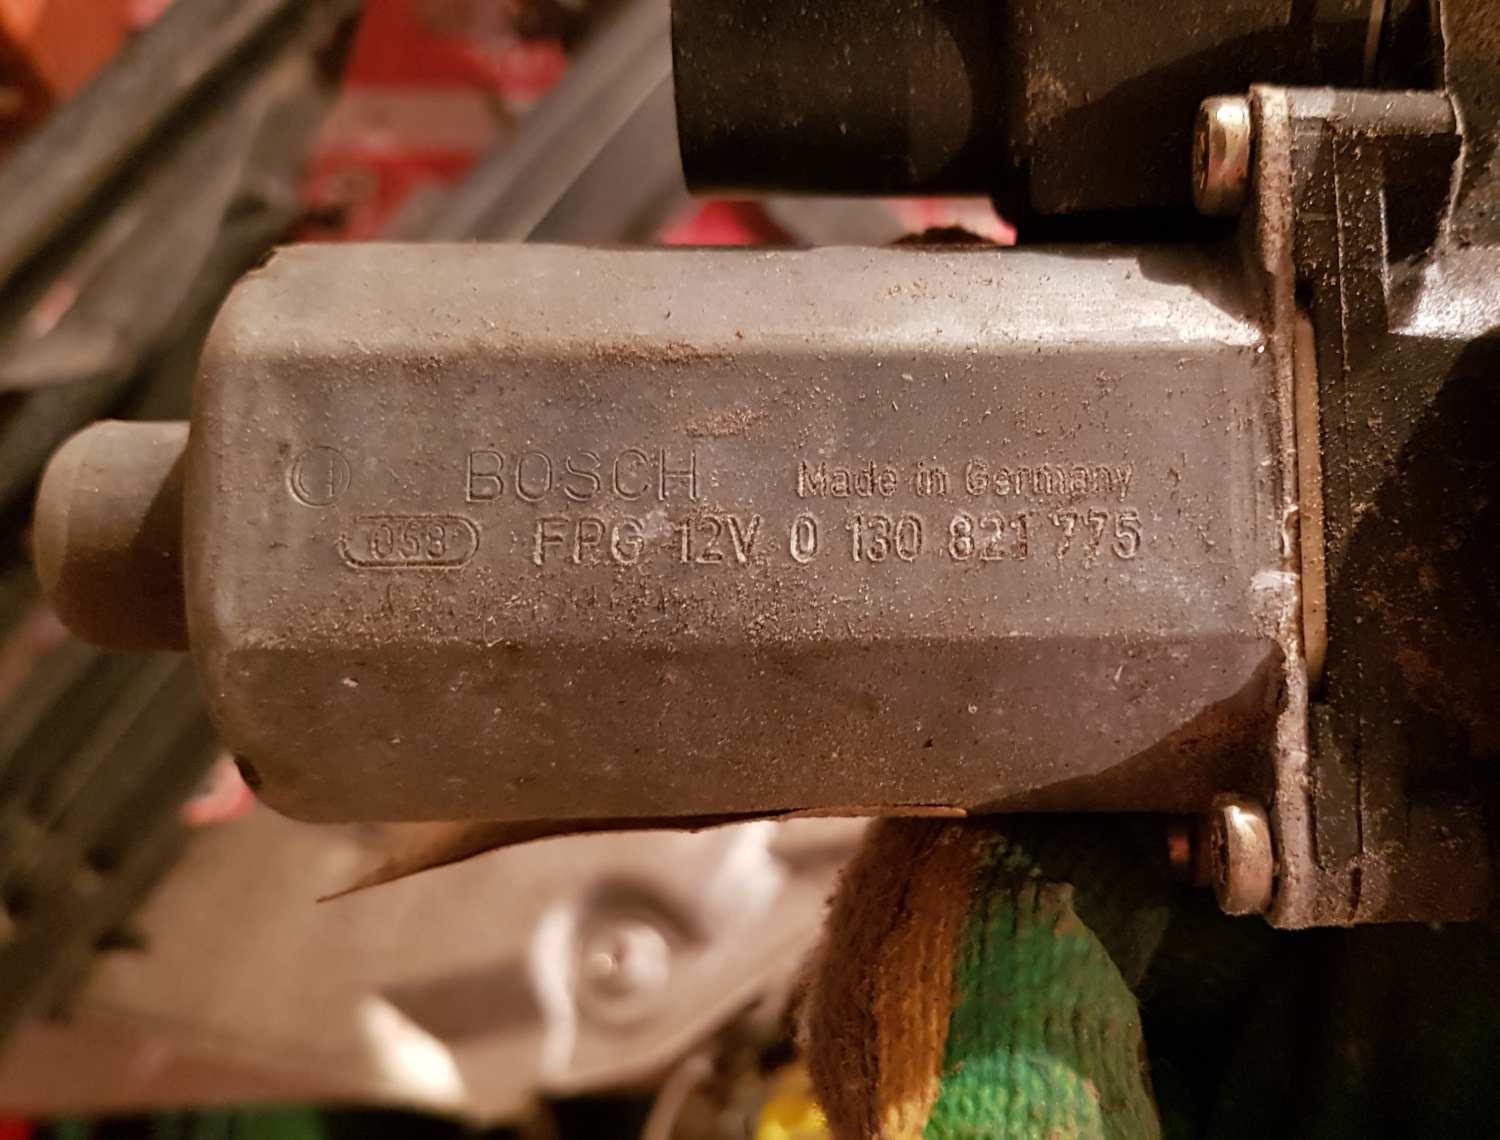 BOSCH Made in Germany
058 FPG 12V 0 130 821 775